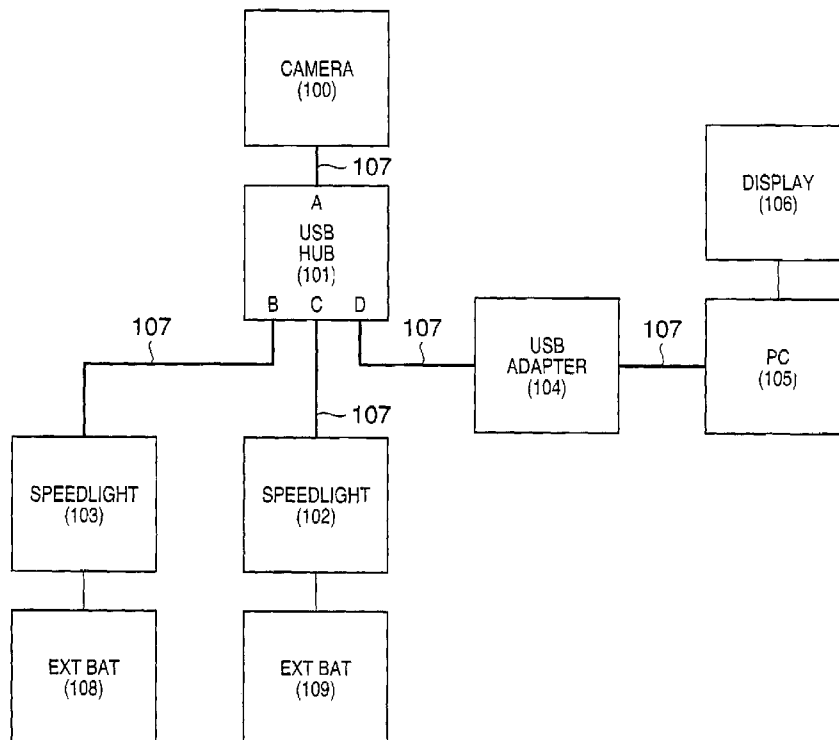 CAMERA
(100)
107
A
USB
HUB
(101)
B C D
DISPLAY
(106)
107
107
107
107
USB
ADAPTER
(104)
PC
(105)
SPEEDLIGHT
(103)
SPEEDLIGHT
(102)
EXT BAT
(108)
EXT BAT
(109)